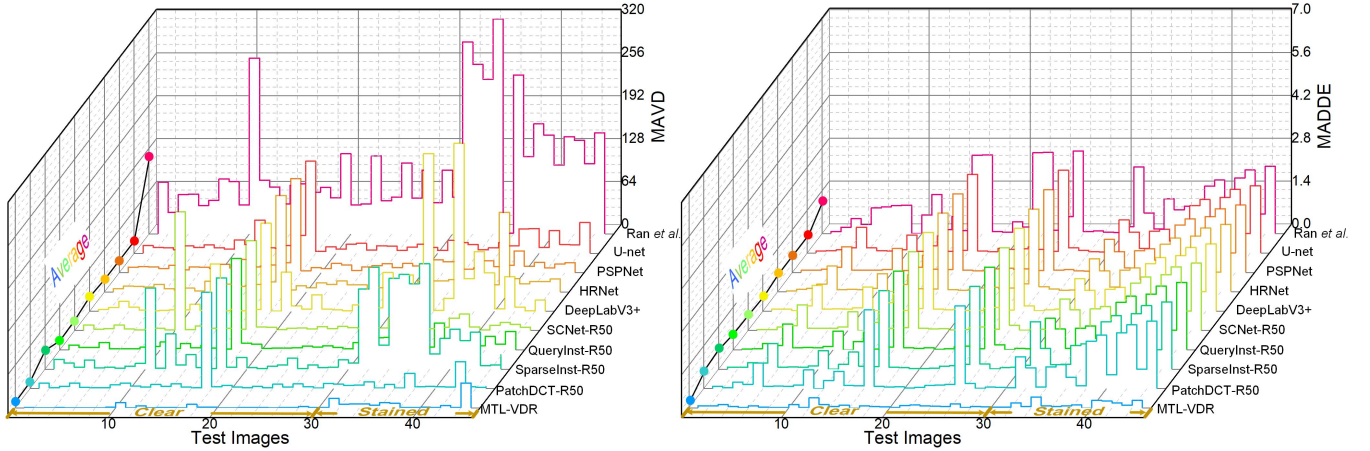 320
256
192
128
64
0
MAVD
Average
Ran et al.
U-net
PSPNet
HRNet
DeepLabV3+
SCNet-R50
QueryInst-R50
SparseInst-R50
PatchDCT-R50
MTL-VDR
Clear
Stained
10
20
30
40
Test Images
7.0
5.6
4.2
2.8
1.4
0.0
MADDE
Average
Ran et al.
U-net
PSPNet
HRNet
DeepLabV3+
SCNet-R50
QueryInst-R50
SparseInst-R50
PatchDCT-R50
MTL-VDR
Clear
Stained
10
20
30
40
Test Images